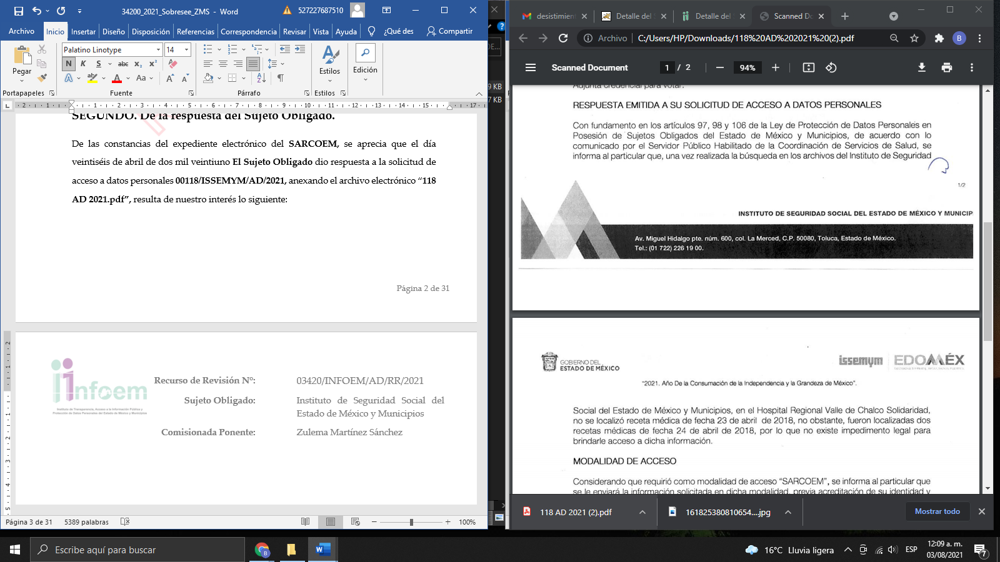 34200_2021_Sobresee_ZMS - Word
527227687510
Archivo Inicio Insertar Diseño Disposición Referencias Correspondencia Revisar Vista Ayuda ¿Qué des Compartir
Pegar
Palatino Linotype 14
N K S abc x₂ x²
A ab A Aa A A
Estilos
Edición
Portapapeles Fuente Párrafo Estilos
SEGUNDO. De la respuesta del Sujeto Obligado.
De las constancias del expediente electrónico del SARCOEM, se aprecia que el día
veintiséis de abril de dos mil veintiuno El Sujeto Obligado dio respuesta a la solicitud de
acceso a datos personales 00118/ISSEMYM/AD/2021, anexando el archivo electrónico “118
AD 2021.pdf”, resulta de nuestro interés lo siguiente:
Página 2 de 31
infoem
Instituto de Transparencia, Acceso a la Información Pública y
Protección de Datos Personales del Estado de México y Municipios
Recurso de Revisión N°: 03420/INFOEM/AD/RR/2021
Sujeto Obligado: Instituto de Seguridad Social del
Estado de México y Municipios
Comisionada Ponente: Zulema Martínez Sánchez
Página 3 de 31 5389 palabras 100%
desistimient
Detalle del
Detalle del
Scanned Do
Archivo C:/Users/HP/Downloads/118%20AD%202021%20(2).pdf
B
Scanned Document 1 / 2 94%
Adjunta Credencial para votar.
RESPUESTA EMITIDA A SU SOLICITUD DE ACCESO A DATOS PERSONALES
Con fundamento en los artículos 97, 98 y 106 de la Ley de Protección de Datos Personales en
Posesión de Sujetos Obligados del Estado de México y Municipios, de acuerdo con lo
comunicado por el Servidor Público Habilitado de la Coordinación de Servicios de Salud, se
informa al particular que, una vez realizada la búsqueda en los archivos del Instituto de Seguridad
1/2
INSTITUTO DE SEGURIDAD SOCIAL DEL ESTADO DE MÉXICO Y MUNICIP
Av. Miguel Hidalgo pte. núm. 600, col. La Merced, C.P. 50080, Toluca, Estado de México.
Tel.: (01 722) 226 19 00.
GOBIERNO DEL
ESTADO DE MÉXICO
issemym
EDOMÉX
“2021. Año De la Consumación de la Independencia y la Grandeza de México”.
Social del Estado de México y Municipios, en el Hospital Regional Valle de Chalco Solidaridad,
no se localizó receta médica de fecha 23 de abril de 2018, no obstante, fueron localizadas dos
recetas médicas de fecha 24 de abril de 2018, por lo que no existe impedimento legal para
brindarle acceso a dicha información.
MODALIDAD DE ACCESO
Considerando que requirió como modalidad de acceso “SARCOEM”, se informa al particular que
se le enviará la información solicitada en dicha modalidad, previa acreditación de su identidad y
118 AD 2021 (2).pdf
161825380810654....jpg
Mostrar todo
Escribe aquí para buscar
16°C Lluvia ligera
ESP
12:09 a. m.
03/08/2021
7